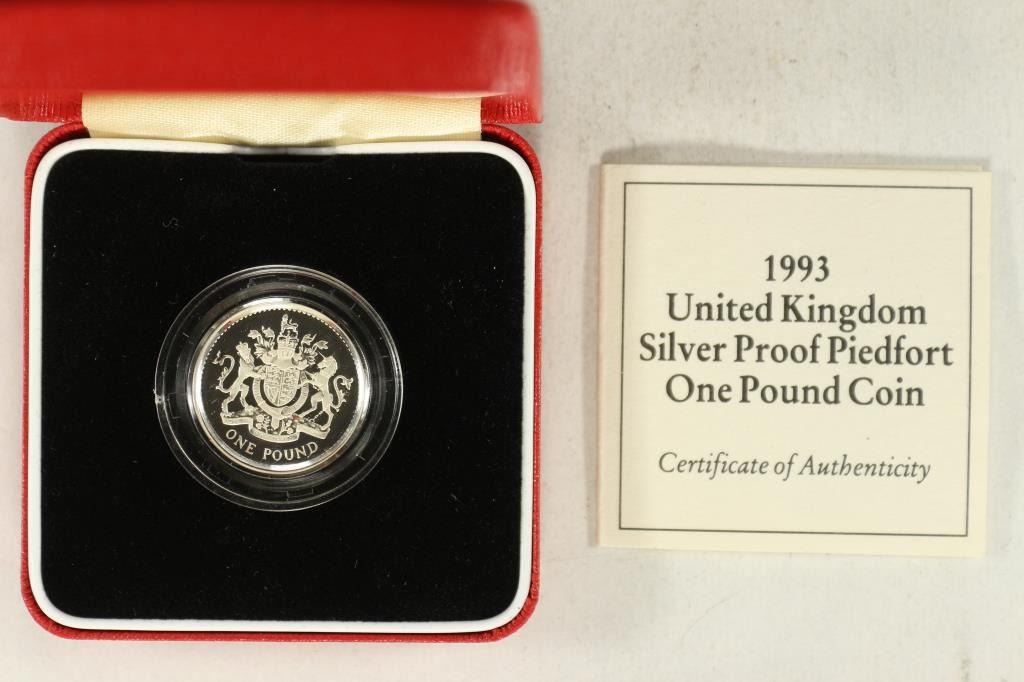 ONE POUND
1993
United Kingdom
Silver Proof Piedfort
One Pound Coin
Certificate of Authenticity